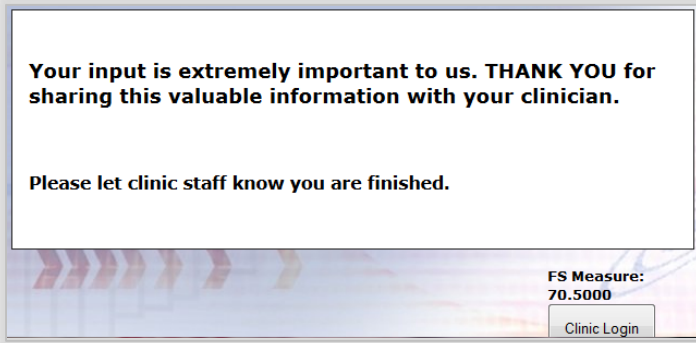 Your input is extremely important to us. THANK YOU for
sharing this valuable information with your clinician.
Please let clinic staff know you are finished.
FS Measure:
70.5000
Clinic Login